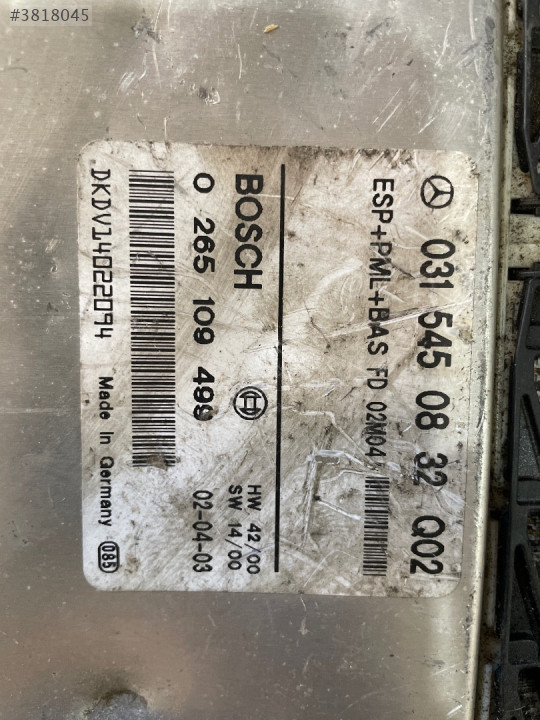 #3818045
031 545 08 32 Q02
ESP+PML+BAS FD 02M04
BOSCH
HW 42/00
SW 14/00
0 265 109 499
02-04-03
DKDV14022094 Made In Germany 085